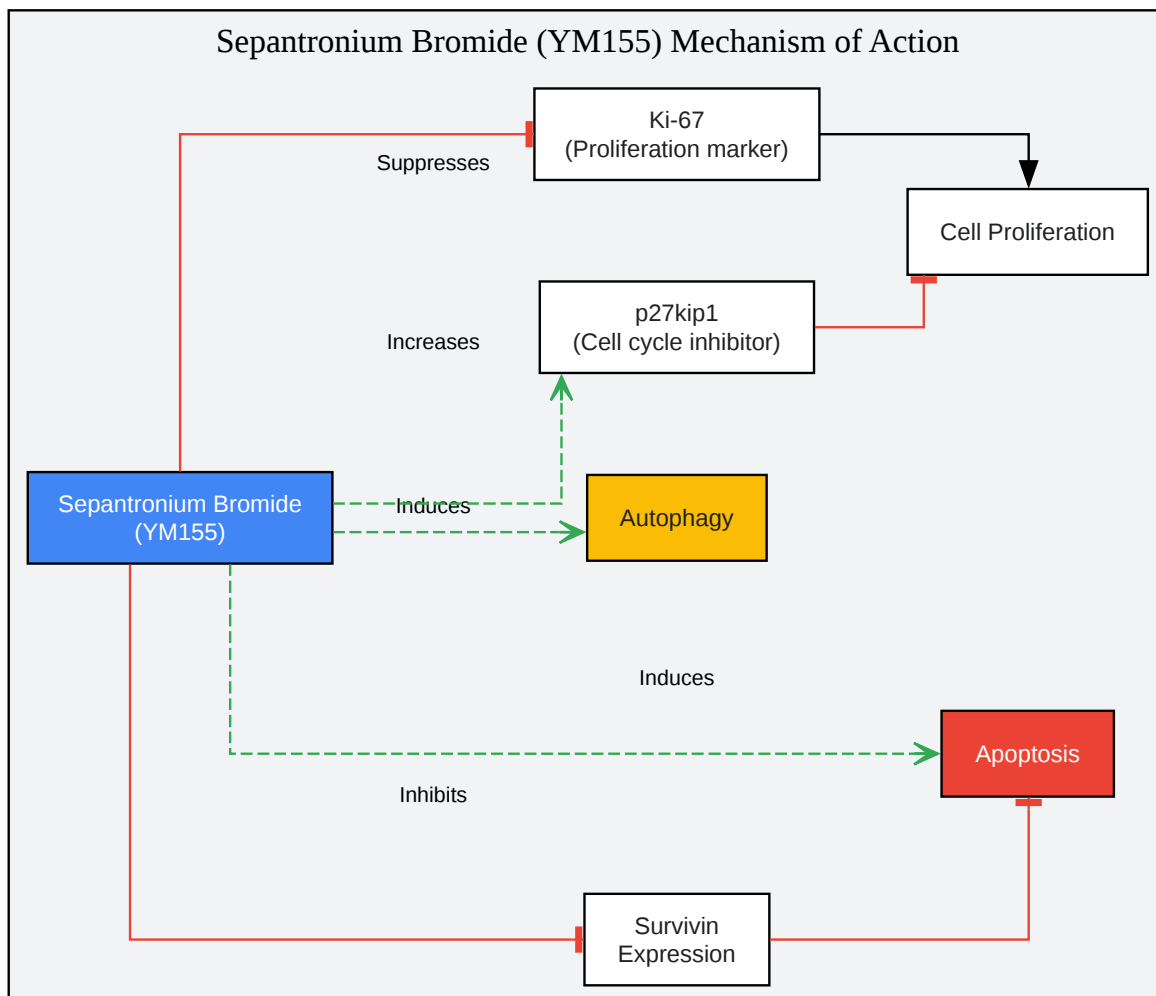 Sepantronium Bromide (YM155) Mechanism of Action
Ki-67
(Proliferation marker)
Suppresses
Cell Proliferation
p27kip1
(Cell cycle inhibitor)
Increases
Sepantronium Bromide
(YM155)
Induces
Autophagy
Induces
Apoptosis
Inhibits
Survivin
Expression